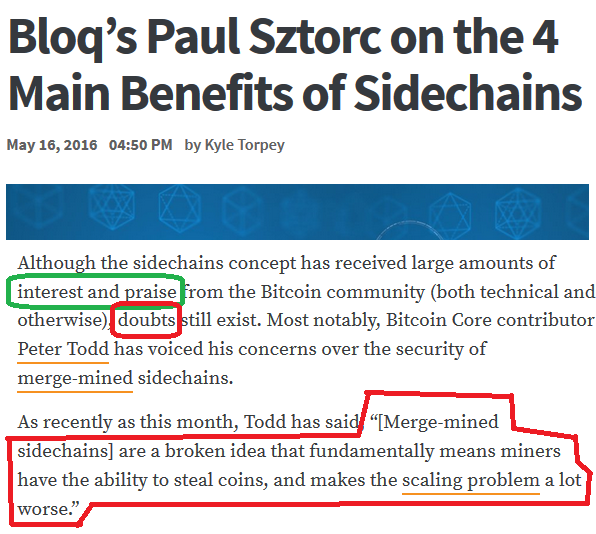 Bloq’s Paul Sztorc on the 4
Main Benefits of Sidechains
May 16, 2016 04:50 PM by Kyle Torpey
Although the sidechains concept has received large amounts of
interest and praise from the Bitcoin community (both technical and
otherwise), doubts still exist. Most notably, Bitcoin Core contributor
Peter Todd has voiced his concerns over the security of
merge-mined sidechains.
As recently as this month, Todd has said, “[Merge-mined
sidechains] are a broken idea that fundamentally means miners
have the ability to steal coins, and makes the scaling problem a lot
worse.”